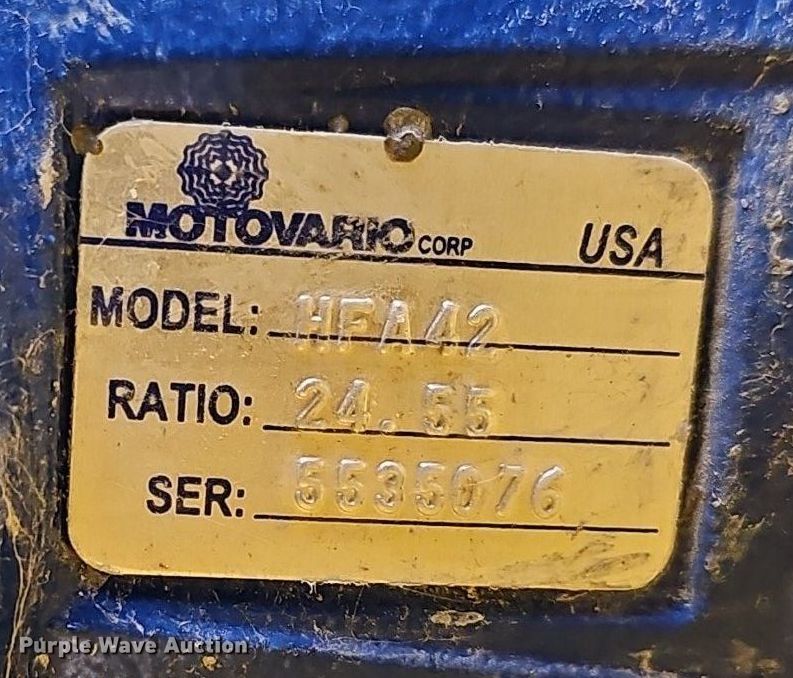 MOTOVARIO CORP USA
MODEL: HFA42
RATIO: 24.55
SER: 5535076
Purple Wave Auction